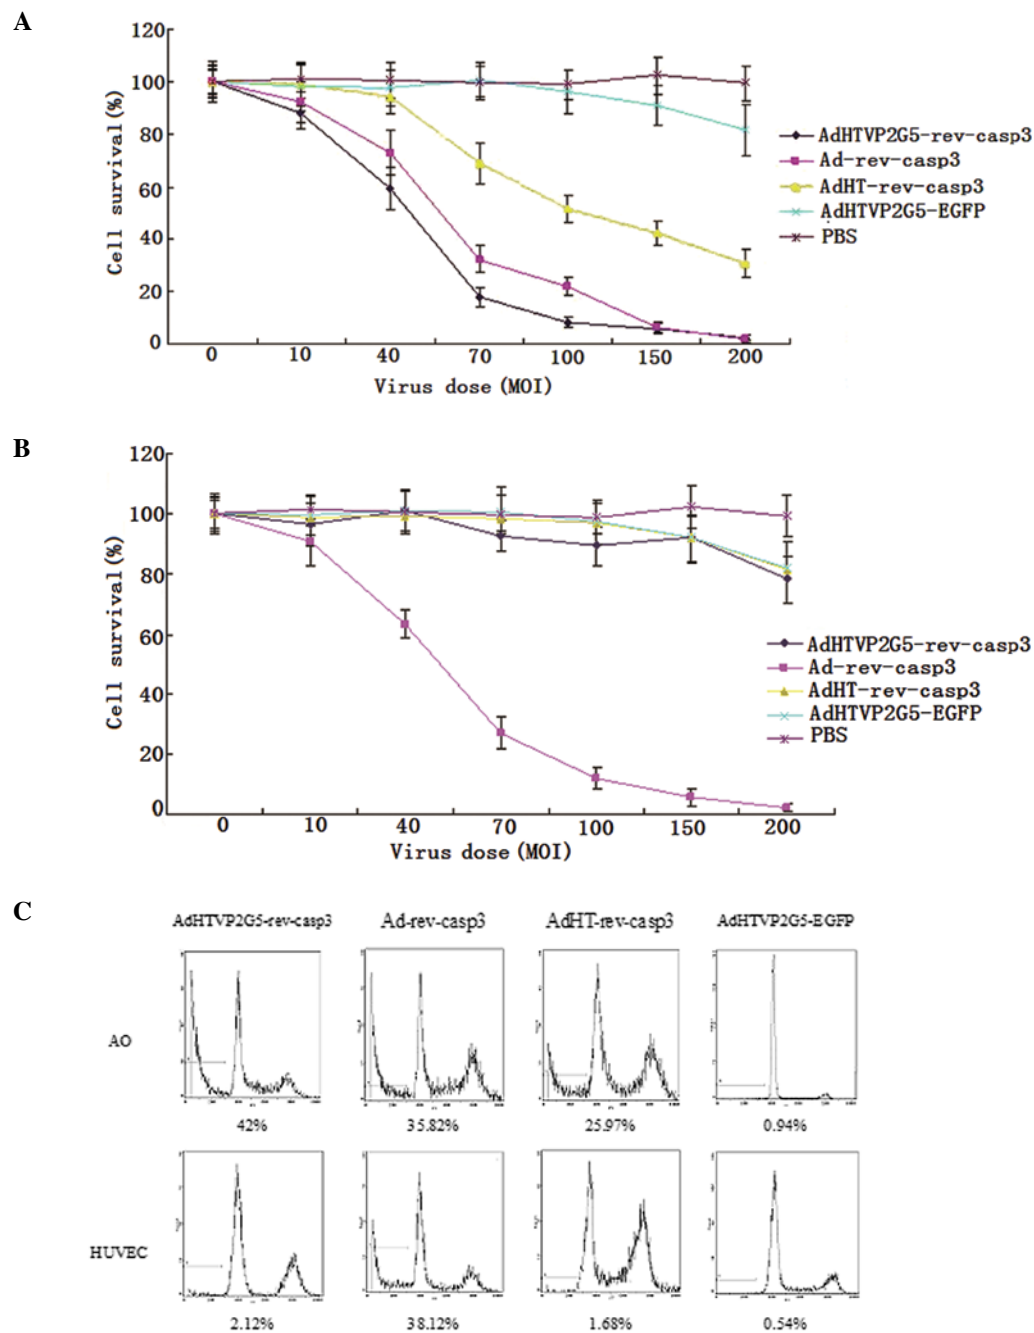 A
120
100
80
60
40
20
0
Cell survival(%)
0 10 40 70 100 150 200
Virus dose(MOI)
AdHTVP2G5-rev-casp3
Ad-rev-casp3
AdHT-rev-casp3
AdHTVP2G5-EGFP
PBS
B
120
100
80
60
40
20
0
Cell survival(%)
0 10 40 70 100 150 200
Virus dose(MOI)
AdHTVP2G5-rev-casp3
Ad-rev-casp3
AdHT-rev-casp3
AdHTVP2G5-EGFP
PBS
C
AdHTVP2G5-rev-casp3 Ad-rev-casp3 AdHT-rev-casp3 AdHTVP2G5-EGFP
AO
42% 35.82% 25.97% 0.94%
HUVEC
2.12% 38.12% 1.68% 0.54%